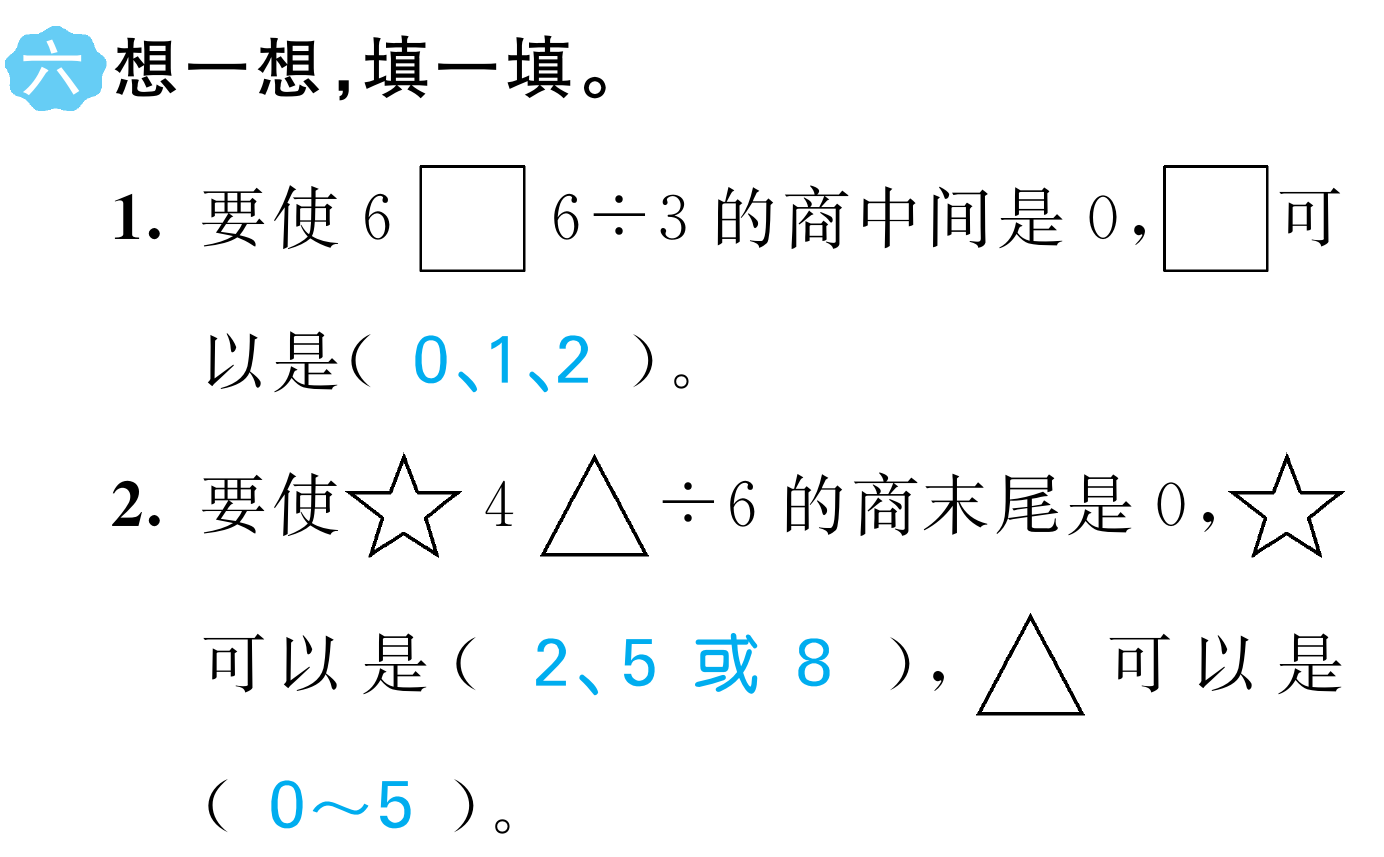 六 想一想,填一填。
1. 要使 6 □ 6÷3 的商中间是 0,□可
以是( 0、1、2 )。
2. 要使☆ 4 △ ÷6 的商末尾是 0,☆
可以是( 2、5 或 8 ),△ 可以是
( 0～5 )。